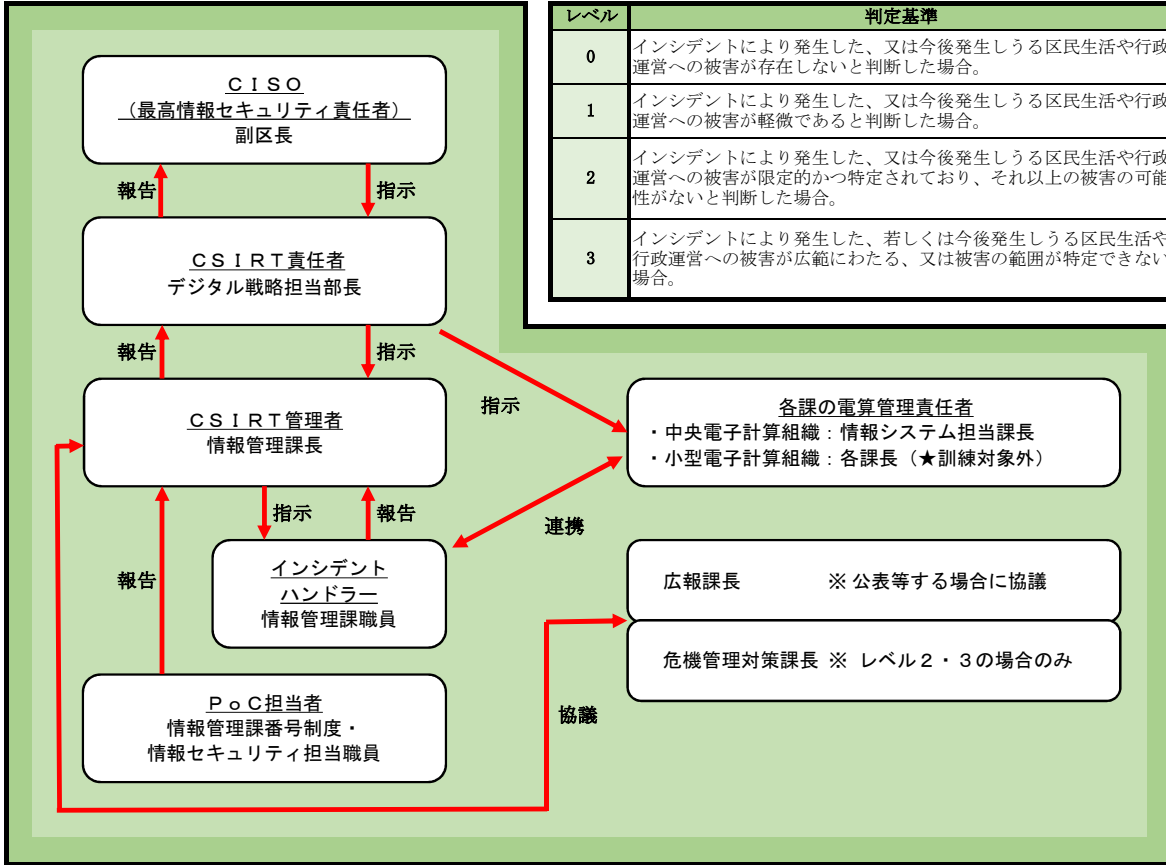 レベル 判定基準
0 インシデントにより発生した、又は今後発生しうる区民生活や行政
運営への被害が存在しないと判断した場合。
1 インシデントにより発生した、又は今後発生しうる区民生活や行政
運営への被害が軽微であると判断した場合。
2 インシデントにより発生した、又は今後発生しうる区民生活や行政
運営への被害が限定的かつ特定されており、それ以上の被害の可能
性がないと判断した場合。
3 インシデントにより発生した、若しくは今後発生しうる区民生活や
行政運営への被害が広範にわたる、又は被害の範囲が特定できない
場合。
ＣＩＳＯ
（最高情報セキュリティ責任者）
副区長
報告 指示
ＣＳＩＲＴ責任者
デジタル戦略担当部長
報告 指示
指示
ＣＳＩＲＴ管理者
情報管理課長
各課の電算管理責任者
・中央電子計算組織：情報システム担当課長
・小型電子計算組織：各課長（★訓練対象外）
指示 報告
連携
報告
インシデント
ハンドラー
情報管理課職員
広報課長 ※ 公表等する場合に協議
危機管理対策課長 ※ レベル２・３の場合のみ
ＰｏＣ担当者
情報管理課番号制度・
情報セキュリティ担当職員
協議